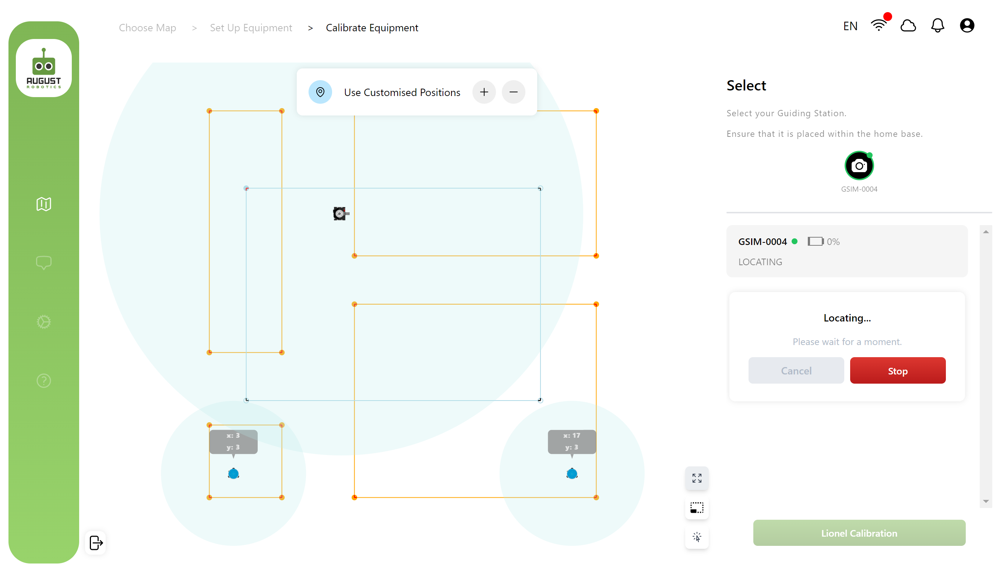 Choose Map > Set Up Equipment > Calibrate Equipment
EN
AUGUST
ROBOTICS
Use Customised Positions
Select
Select your Guiding Station.
Ensure that it is placed within the home base.
GSIM-0004
GSIM-0004 0%
LOCATING
Locating...
Please wait for a moment.
Cancel
Stop
x: 3
y: 3
x: 17
y: 3
Lionel Calibration